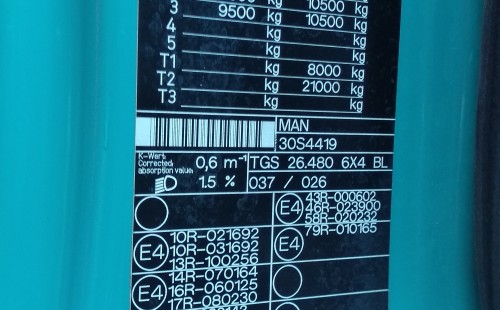 10500 kg
3 9500 kg 10500 kg
4 kg kg
5 kg kg
T1 kg 8000 kg
T2 kg 21000 kg
T3 kg kg
MAN
30S4419
K-Wert:
Corrected
absorption value:
0,6 m⁻¹
TGS 26.480 6X4 BL
1.5 %
037 / 026
E4
43R-000602
46R-023900
58R-020232
E4
79R-010165
E4
10R-021692
10R-031692
13R-100256
E4
14R-070164
16R-060125
17R-080230